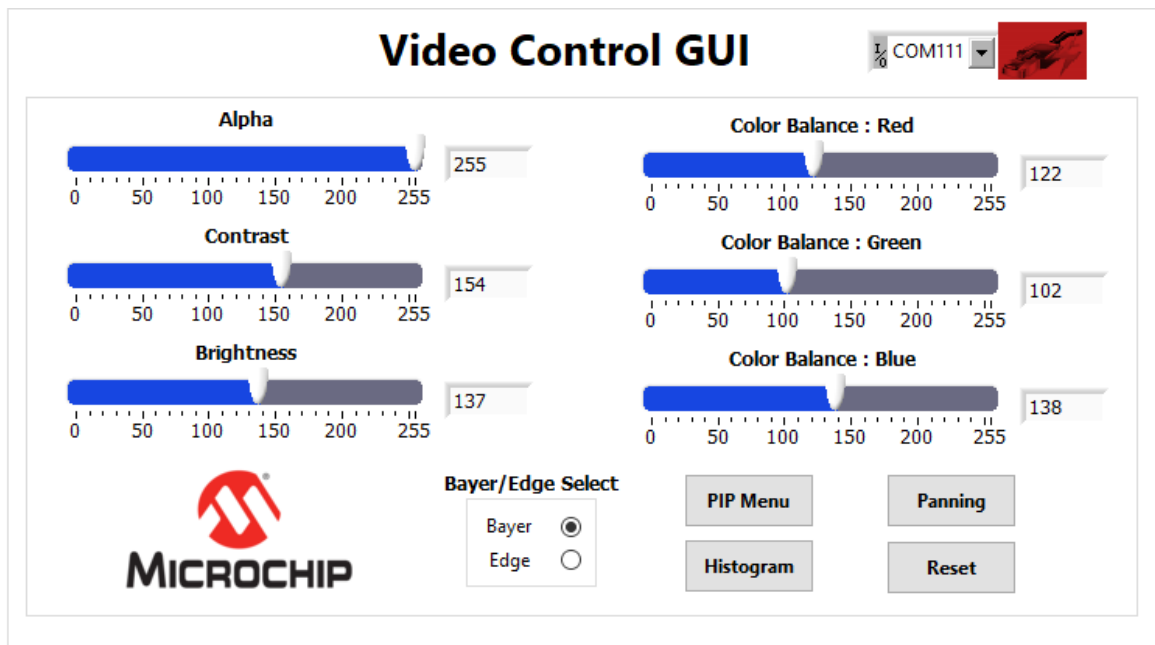 Video Control GUI
I/O COM111
Alpha
255
0 50 100 150 200 255
Contrast
154
0 50 100 150 200 255
Brightness
137
0 50 100 150 200 255
Color Balance : Red
122
0 50 100 150 200 255
Color Balance : Green
102
0 50 100 150 200 255
Color Balance : Blue
138
0 50 100 150 200 255
MICROCHIP
Bayer/Edge Select
Bayer
Edge
PIP Menu
Panning
Histogram
Reset